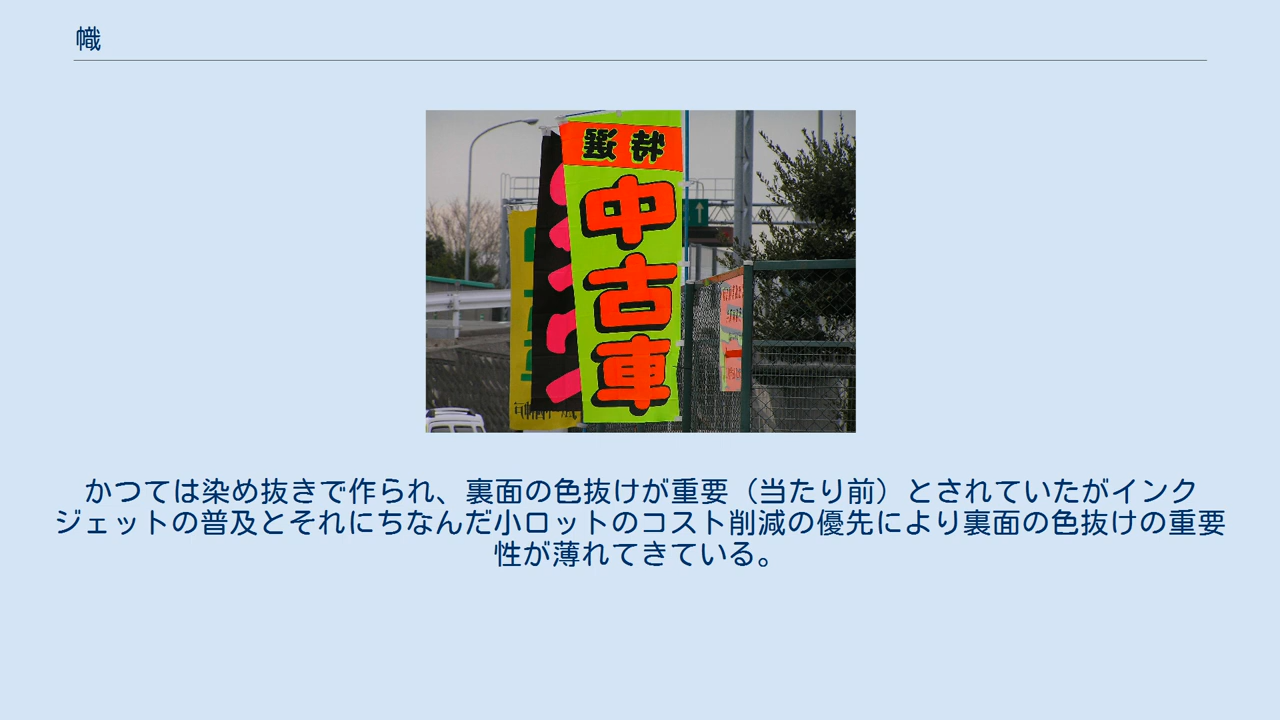 幟
中古車
かつては染め抜きで作られ、裏面の色抜けが重要（当たり前）とされていたがインク
ジェットの普及とそれにちなんだ小ロットのコスト削減の優先により裏面の色抜けの重要
性が薄れてきている。